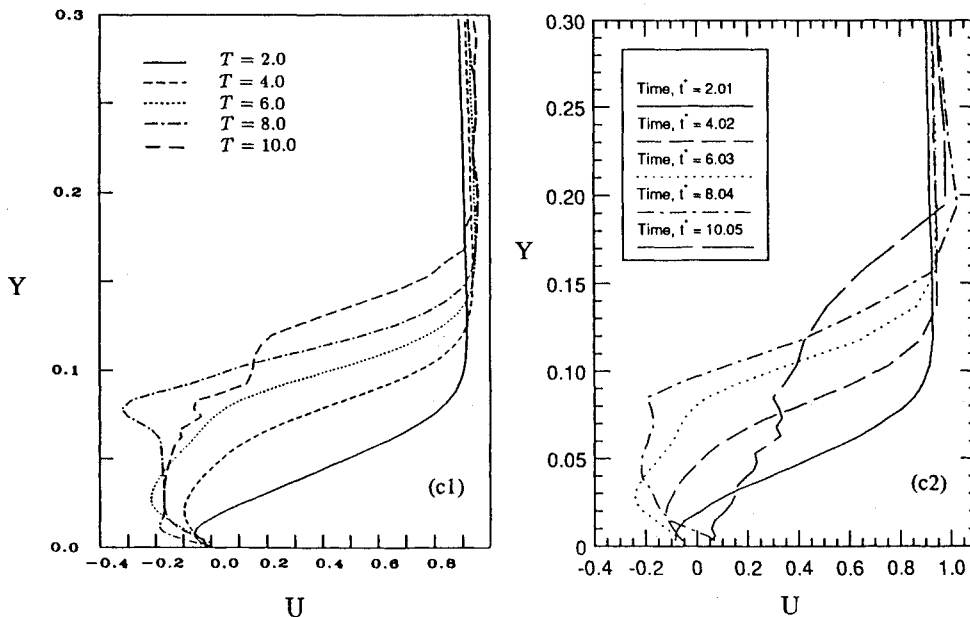 0.3
T = 2.0
T = 4.0
T = 6.0
T = 8.0
T = 10.0
0.2
Y
0.1
(c1)
0.0
-0.4 -0.2 0.0 0.2 0.4 0.6 0.8
U
0.30
Time, t* = 2.01
Time, t* = 4.02
0.25
Time, t* = 6.03
Time, t* = 8.04
0.20
Time, t* = 10.05
Y
0.15
0.10
0.05
(c2)
0
-0.4 -0.2 0 0.2 0.4 0.6 0.8 1.0
U